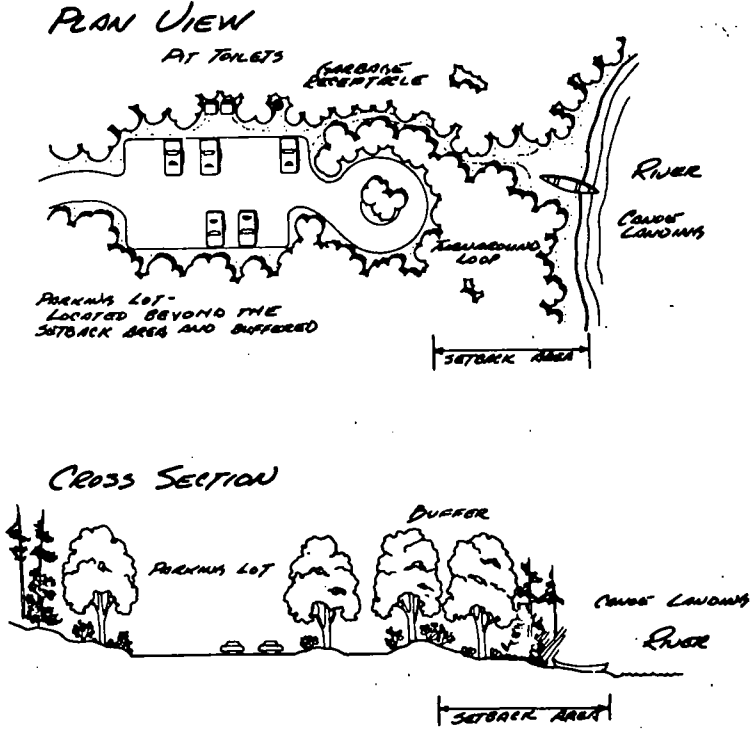 PLAN VIEW
PIT TOILETS
GARBAGE
RECEPTACLE
RIVER
CANOE
LANDING
TURNAROUND
LOOP
PARKING LOT-
LOCATED BEYOND THE
SETBACK AREA AND BUFFERED
SETBACK AREA
CROSS SECTION
BUFFER
PARKING LOT
CANOE LANDING
RIVER
SETBACK AREA